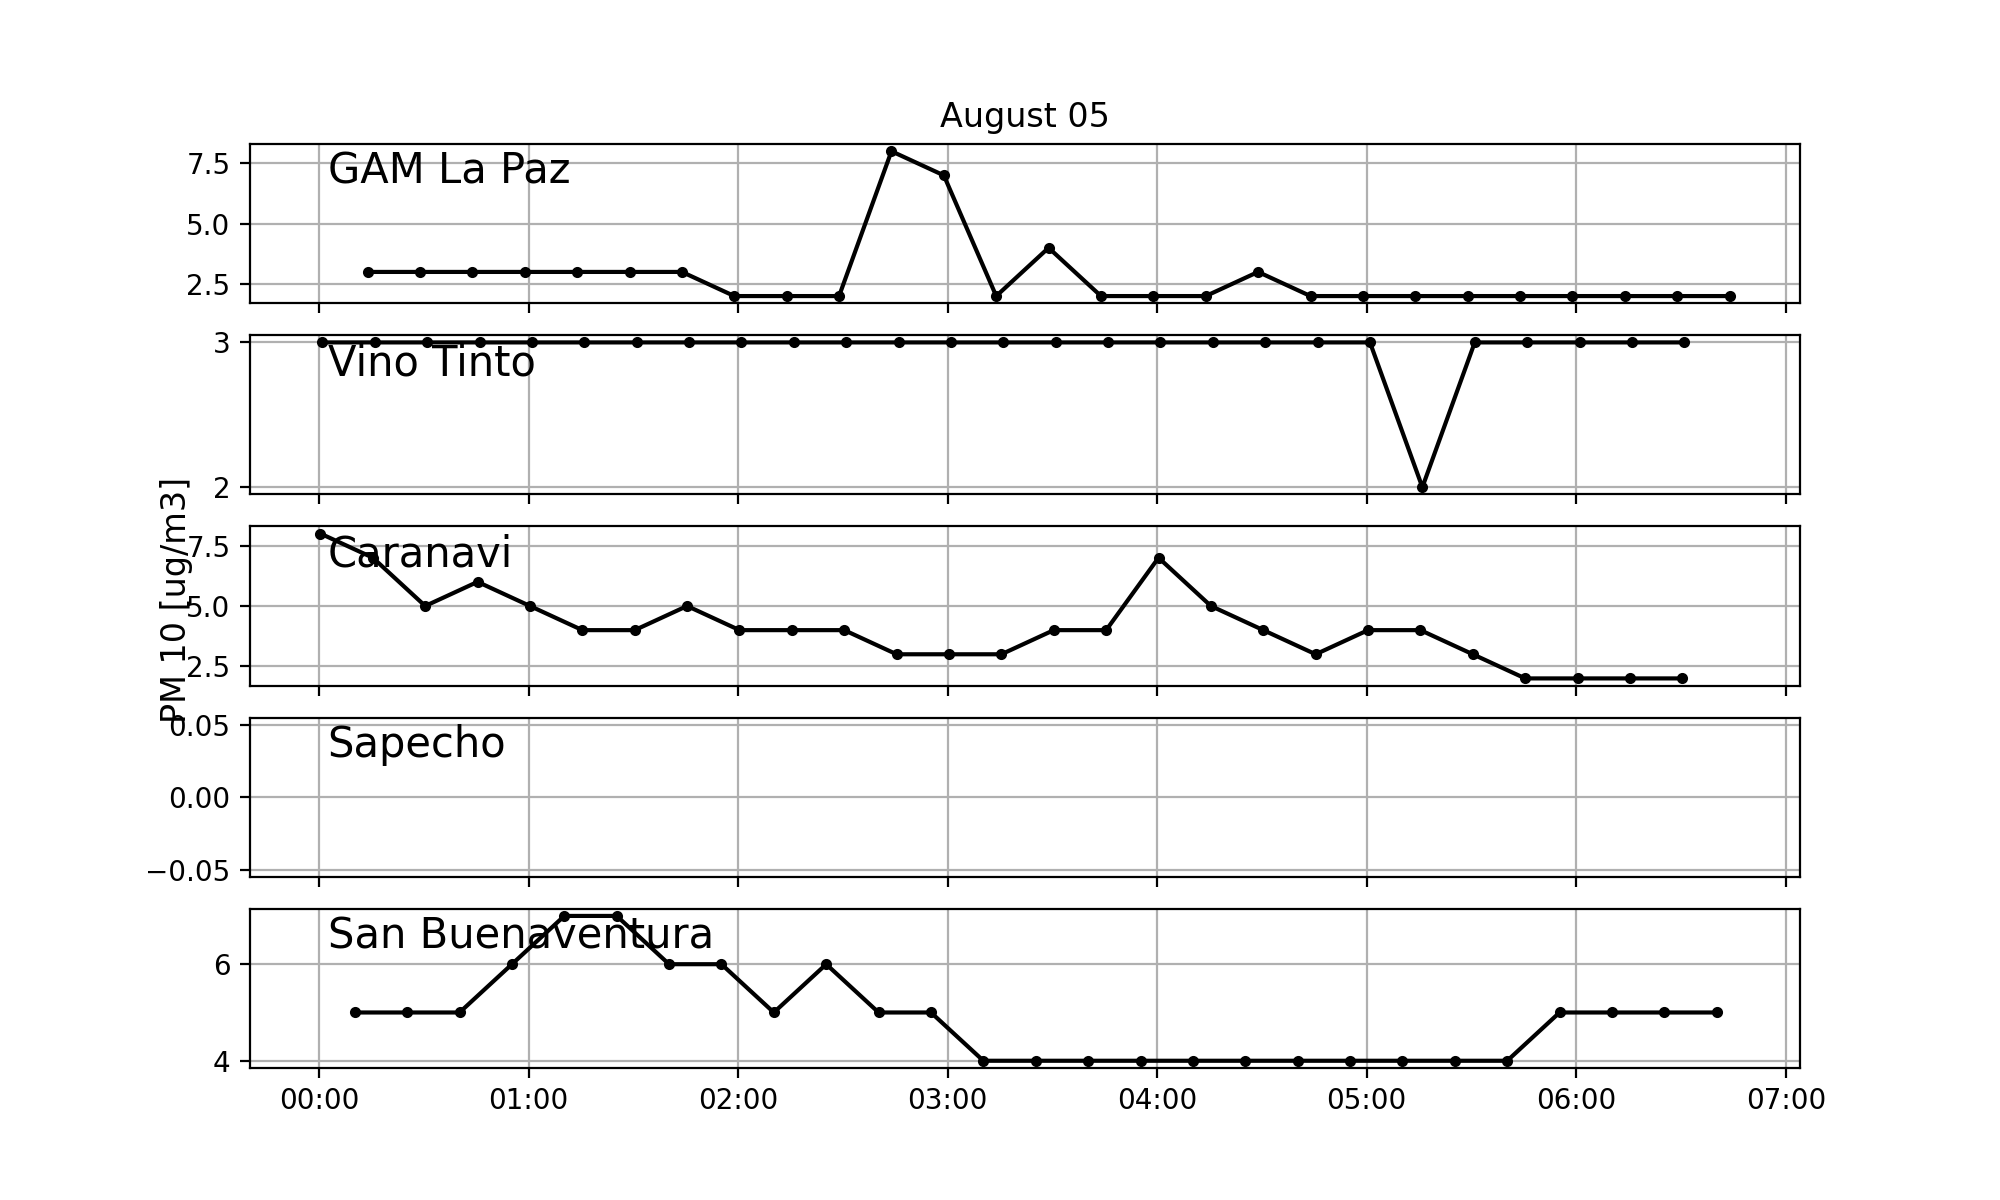 August 05
7.5
5.0
2.5
GAM La Paz
3
2
Vino Tinto
PM 10 [ug/m3]
7.5
5.0
2.5
Caranavi
0.05
0.00
−0.05
Sapecho
6
4
San Buenaventura
00:00 01:00 02:00 03:00 04:00 05:00 06:00 07:00